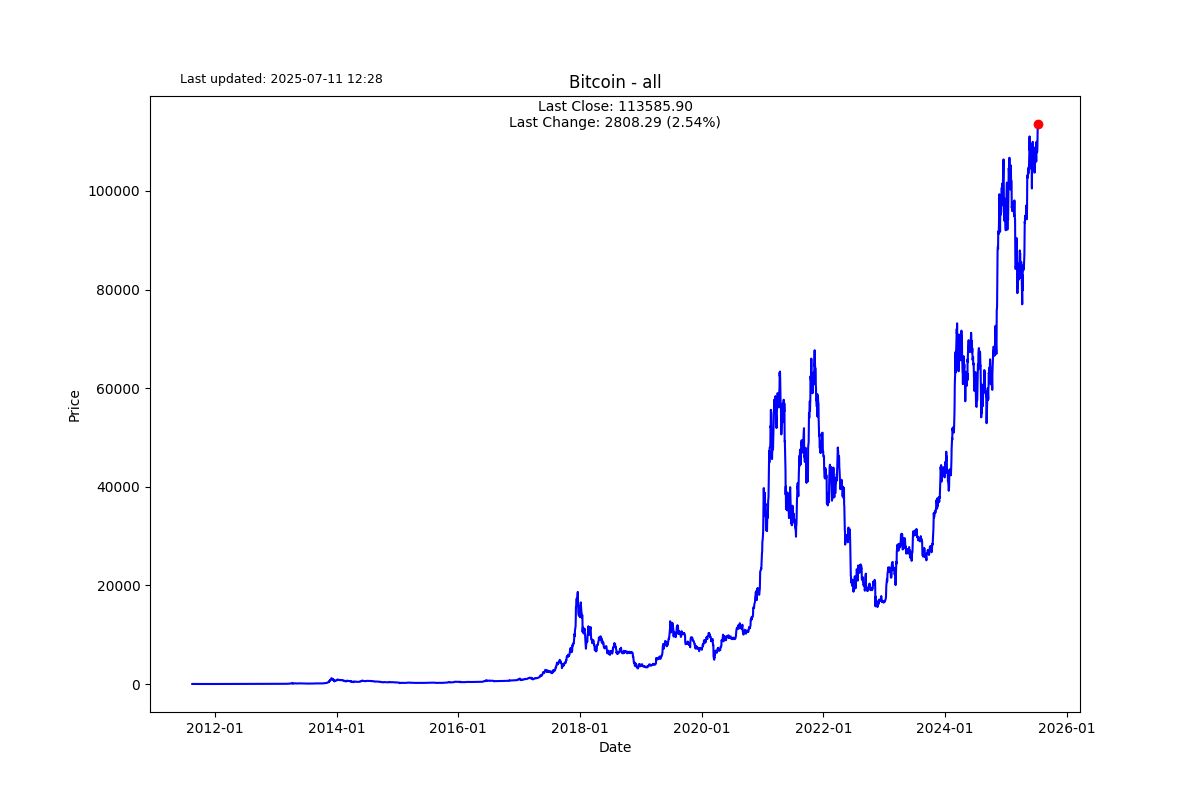 Last updated: 2025-07-11 12:28
Bitcoin - all
Last Close: 113585.90
Last Change: 2808.29 (2.54%)
100000
80000
60000
40000
20000
0
Price
2012-01 2014-01 2016-01 2018-01 2020-01 2022-01 2024-01 2026-01
Date